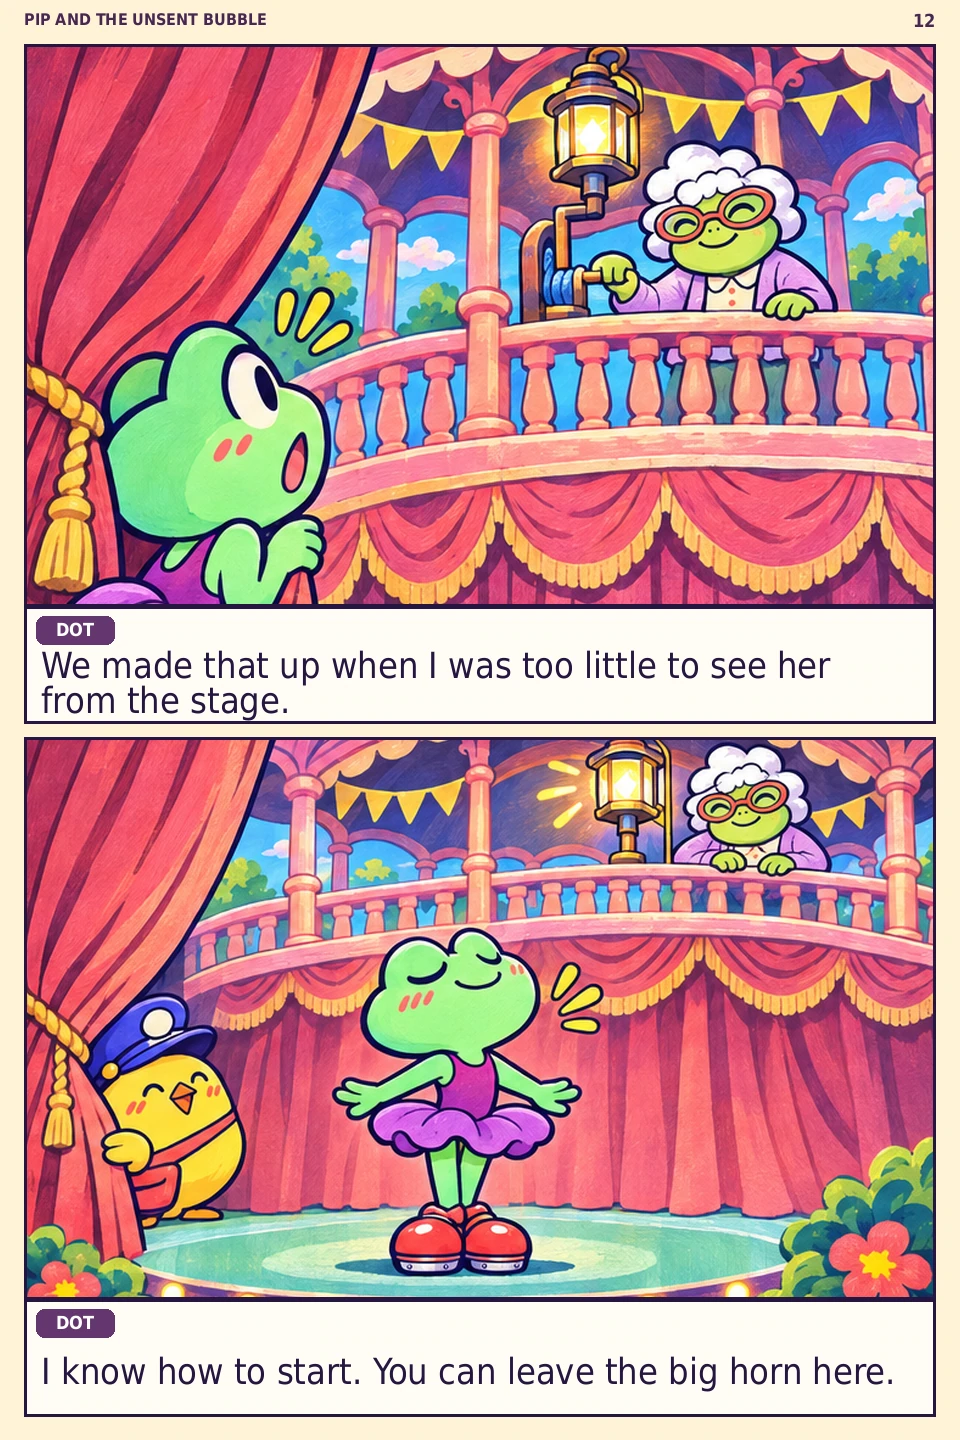 PIP AND THE UNSENT BUBBLE
12
DOT
We made that up when I was too little to see her
from the stage.
DOT
I know how to start. You can leave the big horn here.